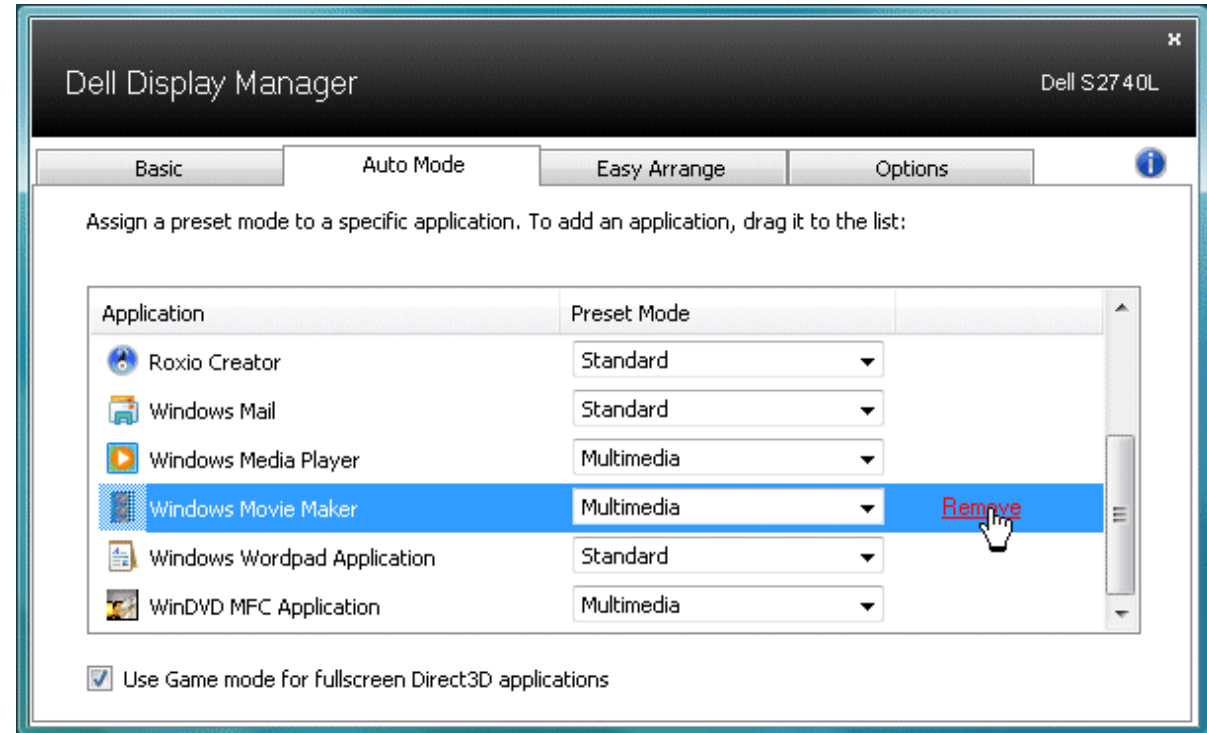 x
Dell Display Manager Dell S2740L
Basic Auto Mode Easy Arrange Options i
Assign a preset mode to a specific application. To add an application, drag it to the list:
Application Preset Mode
Roxio Creator Standard
Windows Mail Standard
Windows Media Player Multimedia
Windows Movie Maker Multimedia Remove
Windows Wordpad Application Standard
WinDVD MFC Application Multimedia
Use Game mode for fullscreen Direct3D applications